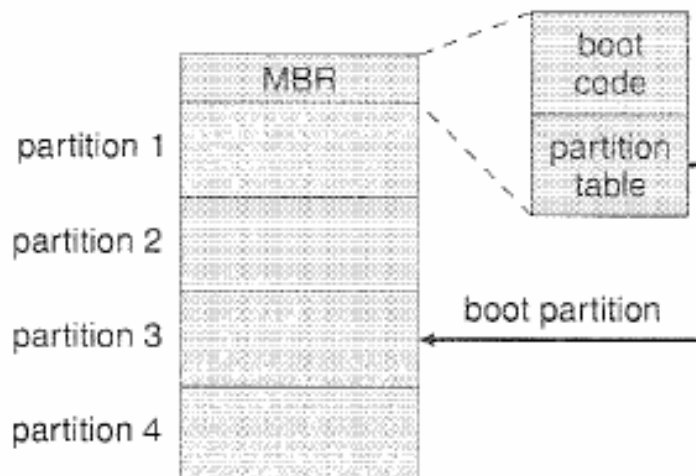 boot
code
MBR
partition 1
partition
table
partition 2
boot partition
partition 3
partition 4